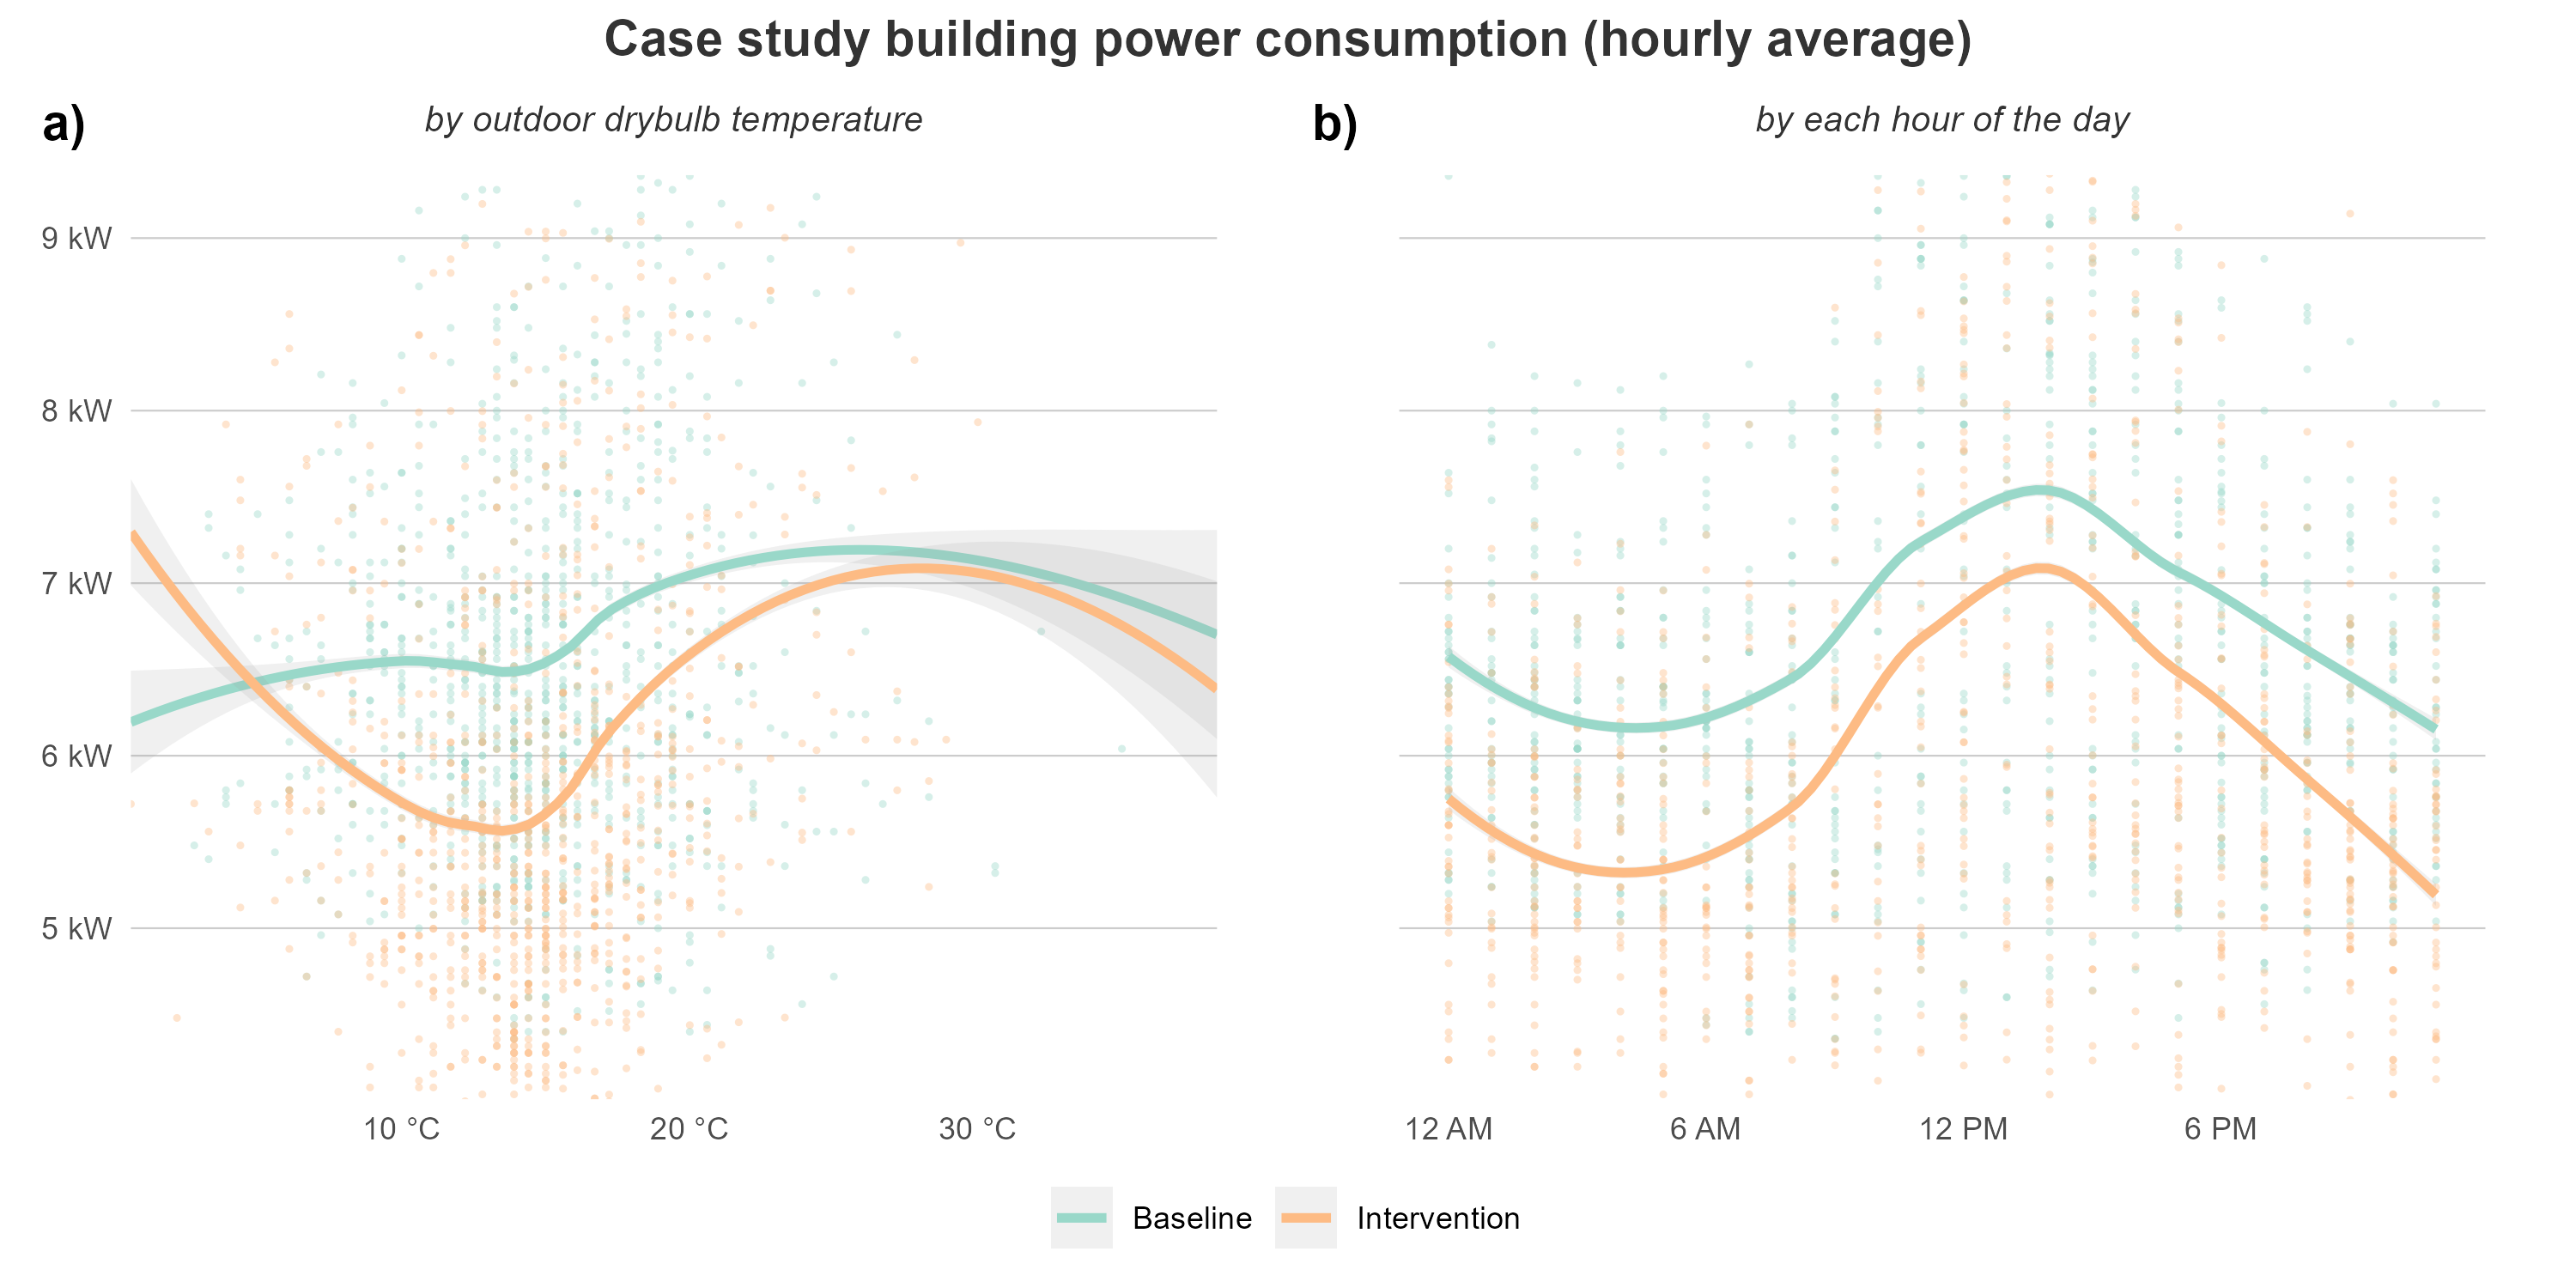 Case study building power consumption (hourly average)
a)
by outdoor drybulb temperature
9 kW
8 kW
7 kW
6 kW
5 kW
10 °C
20 °C
30 °C
b)
by each hour of the day
12 AM
6 AM
12 PM
6 PM
Baseline
Intervention